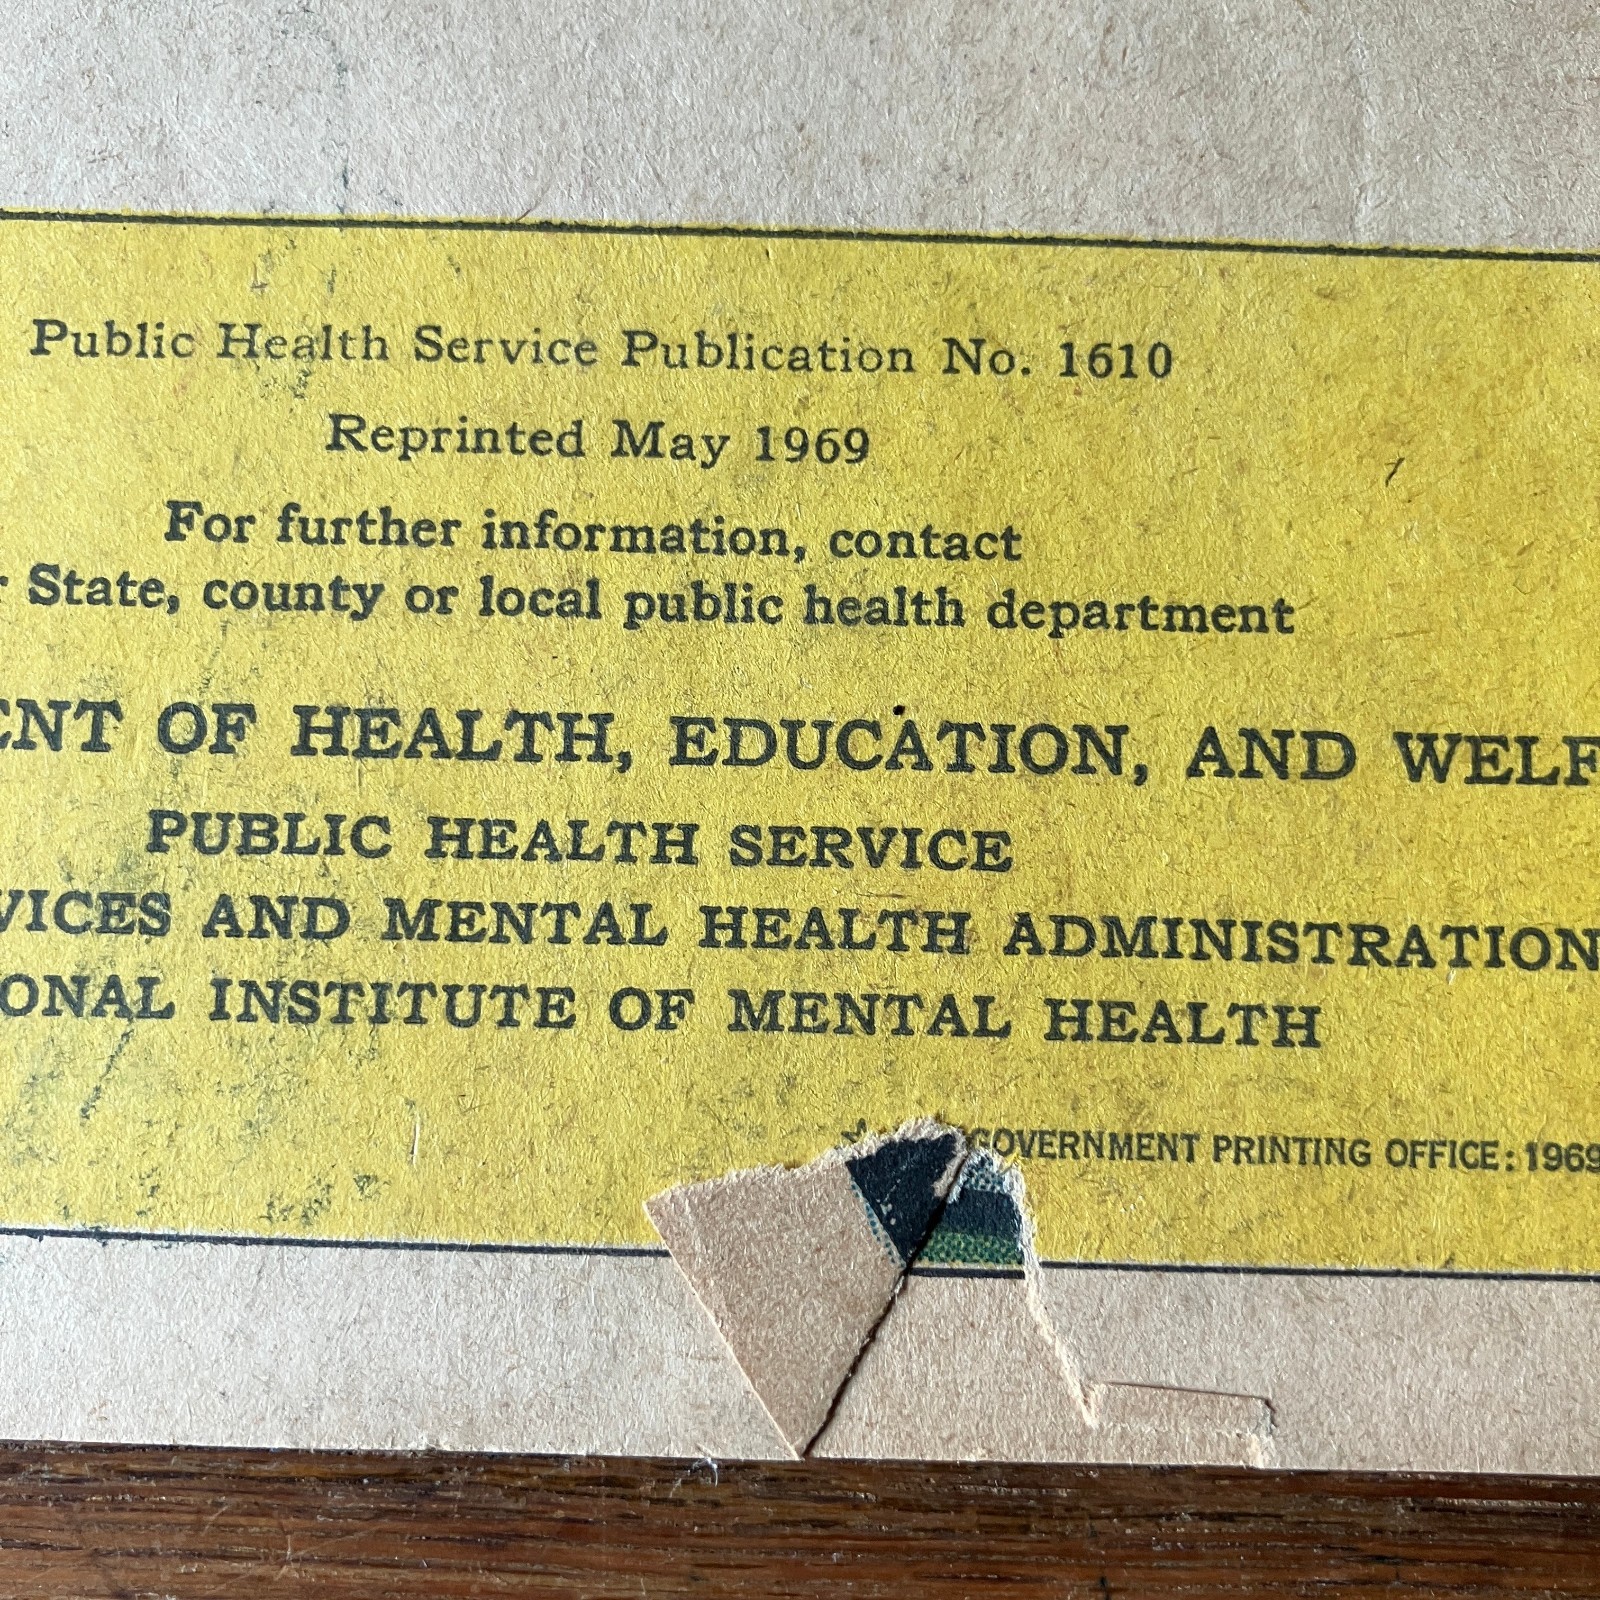 Public Health Service Publication No. 1610
Reprinted May 1969
For further information, contact
State, county or local public health department
ENT OF HEALTH, EDUCATION, AND WELF
PUBLIC HEALTH SERVICE
VICES AND MENTAL HEALTH ADMINISTRATION
ONAL INSTITUTE OF MENTAL HEALTH
GOVERNMENT PRINTING OFFICE: 1969